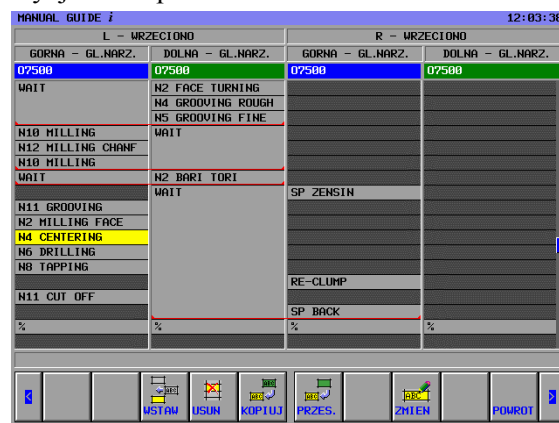 MANUAL GUIDE i 12:03:38
L - WRZECIONO R - WRZECIONO
GORNA - GL.NARZ. DOLNA - GL.NARZ. GORNA - GL.NARZ. DOLNA - GL.NARZ.
O7500 O7500 O7500 O7500
WAIT N2 FACE TURNING
N4 GROOVING ROUGH
N5 GROOVING FINE
N10 MILLING WAIT
N12 MILLING CHANF
N10 MILLING
WAIT N2 BARI TORI
WAIT SP ZENSIN
N11 GROOVING
N2 MILLING FACE
N4 CENTERING
N6 DRILLING
N8 TAPPING
RE-CLUMP
N11 CUT OFF
SP BACK
% % % %
WSTAW USUN KOPIUJ PRZES. ZMIEN POWROT